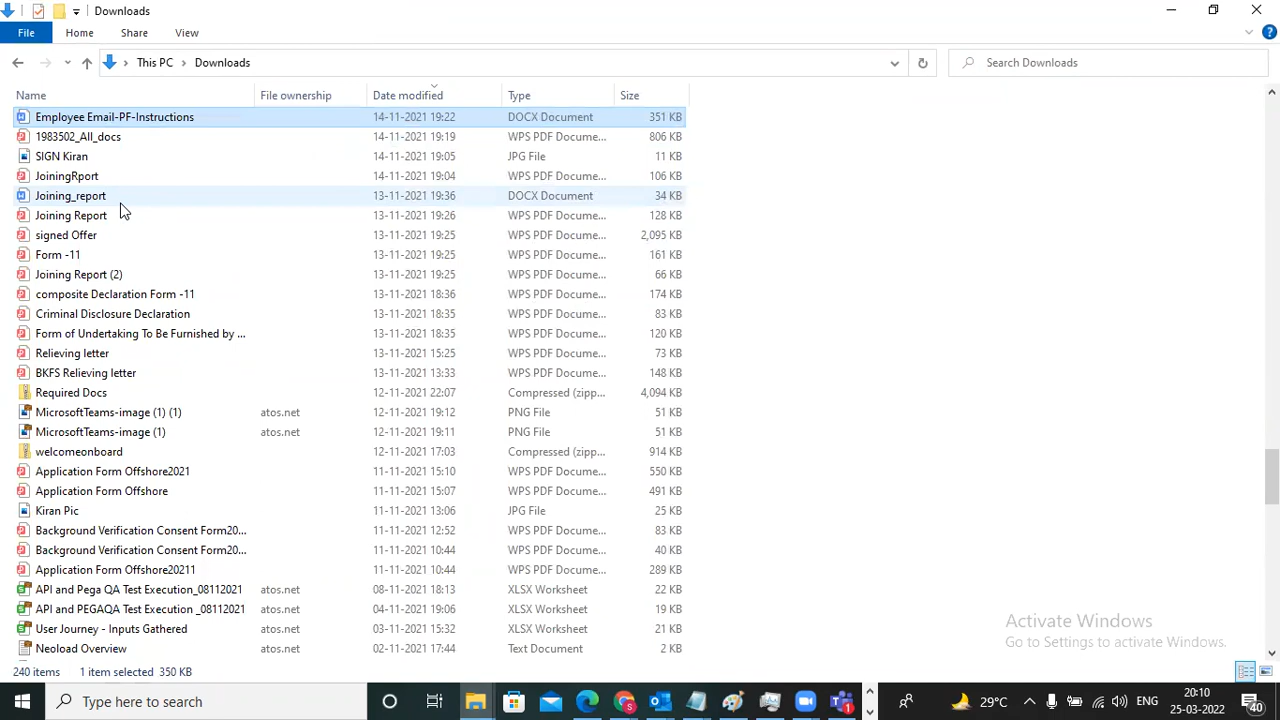 Downloads
File Home Share View
This PC Downloads Search Downloads
Name File ownership Date modified Type Size
Employee Email-PF-Instructions 14-11-2021 19:22 DOCX Document 351 KB
1983502_All_docs 14-11-2021 19:19 WPS PDF Docume... 806 KB
SIGN Kiran 14-11-2021 19:05 JPG File 11 KB
JoiningRport 14-11-2021 19:04 WPS PDF Docume... 106 KB
Joining_report 13-11-2021 19:36 DOCX Document 34 KB
Joining Report 13-11-2021 19:26 WPS PDF Docume... 128 KB
signed Offer 13-11-2021 19:25 WPS PDF Docume... 2,095 KB
Form -11 13-11-2021 19:25 WPS PDF Docume... 161 KB
Joining Report (2) 13-11-2021 19:25 WPS PDF Docume... 66 KB
composite Declaration Form -11 13-11-2021 18:36 WPS PDF Docume... 174 KB
Criminal Disclosure Declaration 13-11-2021 18:35 WPS PDF Docume... 83 KB
Form of Undertaking To Be Furnished by ... 13-11-2021 18:35 WPS PDF Docume... 120 KB
Relieving letter 13-11-2021 15:25 WPS PDF Docume... 73 KB
BKFS Relieving letter 13-11-2021 13:33 WPS PDF Docume... 148 KB
Required Docs 12-11-2021 22:07 Compressed (zipp... 4,094 KB
MicrosoftTeams-image (1) (1) atos.net 12-11-2021 19:12 PNG File 51 KB
MicrosoftTeams-image (1) atos.net 12-11-2021 19:11 PNG File 51 KB
welcomeonboard 12-11-2021 17:03 Compressed (zipp... 914 KB
Application Form Offshore2021 11-11-2021 15:10 WPS PDF Docume... 550 KB
Application Form Offshore 11-11-2021 15:07 WPS PDF Docume... 491 KB
Kiran Pic 11-11-2021 13:06 JPG File 25 KB
Background Verification Consent Form20... 11-11-2021 12:52 WPS PDF Docume... 83 KB
Background Verification Consent Form20... 11-11-2021 10:44 WPS PDF Docume... 40 KB
Application Form Offshore20211 11-11-2021 10:44 WPS PDF Docume... 289 KB
API and Pega QA Test Execution_08112021 atos.net 08-11-2021 18:13 XLSX Worksheet 22 KB
API and PEGAQA Test Execution _08112021 atos.net 04-11-2021 19:06 XLSX Worksheet 19 KB
User Journey - Inputs Gathered atos.net 03-11-2021 15:32 XLSX Worksheet 21 KB
Neoload Overview atos.net 02-11-2021 17:44 Text Document 2 KB
Activate Windows
Go to Settings to activate Windows.
240 items 1 item selected 350 KB
Type here to search 29°C ENG 20:10
25-03-2022 40